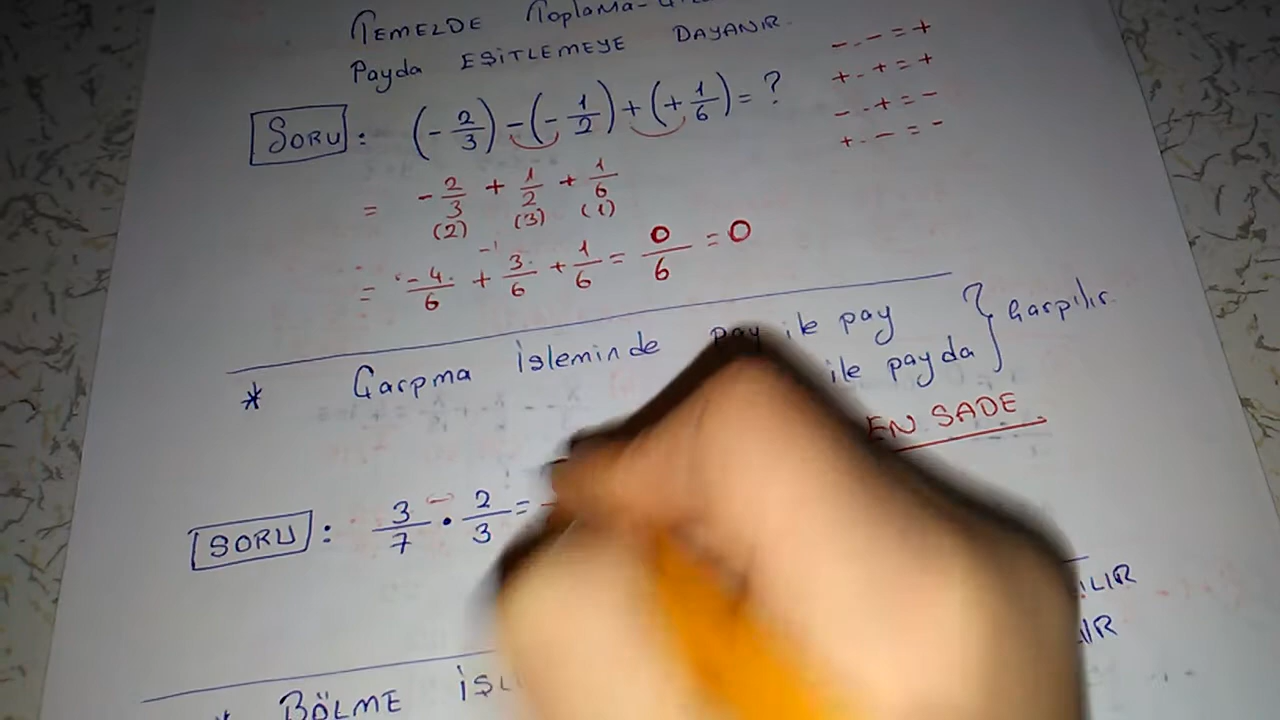 TEMELDE Toplama-
Payda EŞİTLEMEYE DAYANIR.
- . - = +
+ . + = +
- . + = -
+ . - = -
SORU : (-2/3) - (-1/2) + (+1/6) = ?
= -2/3 + 1/2 + 1/6
(2) (3) (1)
= -4/6 + 3/6 + 1/6 = 0/6 = 0
* Çarpma işleminde pay ile pay
ile payda } Çarpılır.
EN SADE
SORU : 3/7 . 2/3 =
BÖLME